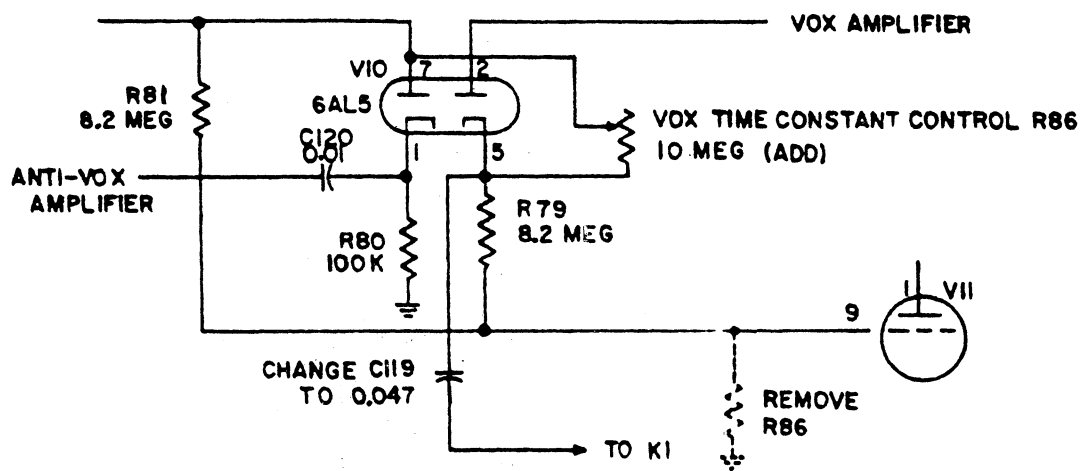 VOX AMPLIFIER
V10
7
2
6AL5
R81
8.2 MEG
C120
0.01
1
5
VOX TIME CONSTANT CONTROL R86
10 MEG (ADD)
ANTI-VOX
AMPLIFIER
R79
8.2 MEG
R80
100K
1
V11
9
CHANGE C119
TO 0.047
REMOVE
R86
TO K1